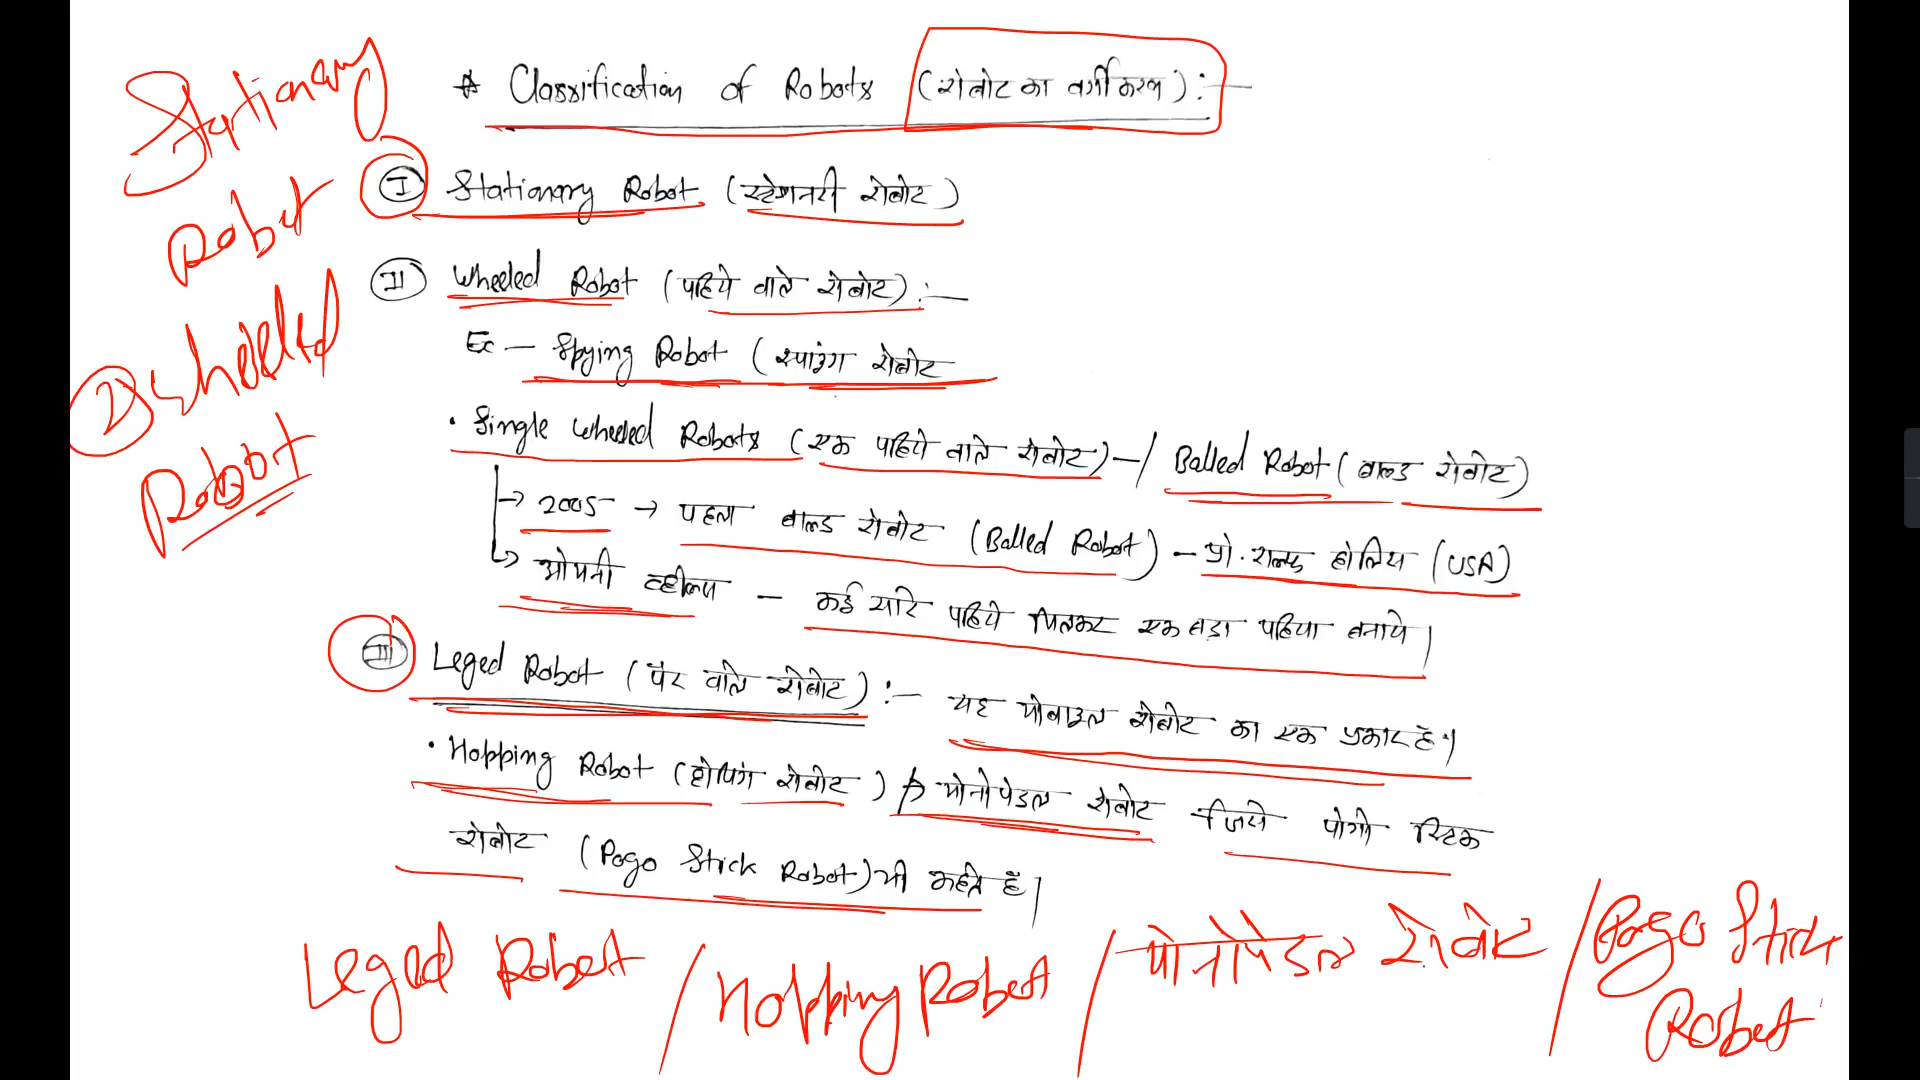 * Classification of Robots (रोबोट का वर्गीकरण) :-
I Stationary Robot (स्टेशनरी रोबोट)
II Wheeled Robot (पहिये वाले रोबोट) :-
Ex - Spying Robot (स्पाइंग रोबोट
• Single Wheeled Robots (एक पहिये वाले रोबोट) - / Balled Robot (बाल्ड रोबोट)
→ 2005 → पहला बाल्ड रोबोट (Balled Robot) - प्रो. राल्फ होलिस (USA)
→ ओमनी व्हील्स - कई सारे पहिये मिलकर एक बड़ा पहिया बनाये।
III Leged Robot (पैर वाले रोबोट) :- यह मोबाइल रोबोट का एक प्रकार है।
• Hopping Robot (होपिंग रोबोट) / मोनोपेडल रोबोट - जिसे पोगो स्टिक
रोबोट (Pogo Stick Robot) भी कहते हैं।
Stationary
Robot
2) Wheeled
Robot
Leged Robot / Hopping Robot / मोनोपेडल रोबोट / Pogo Stick
Robot